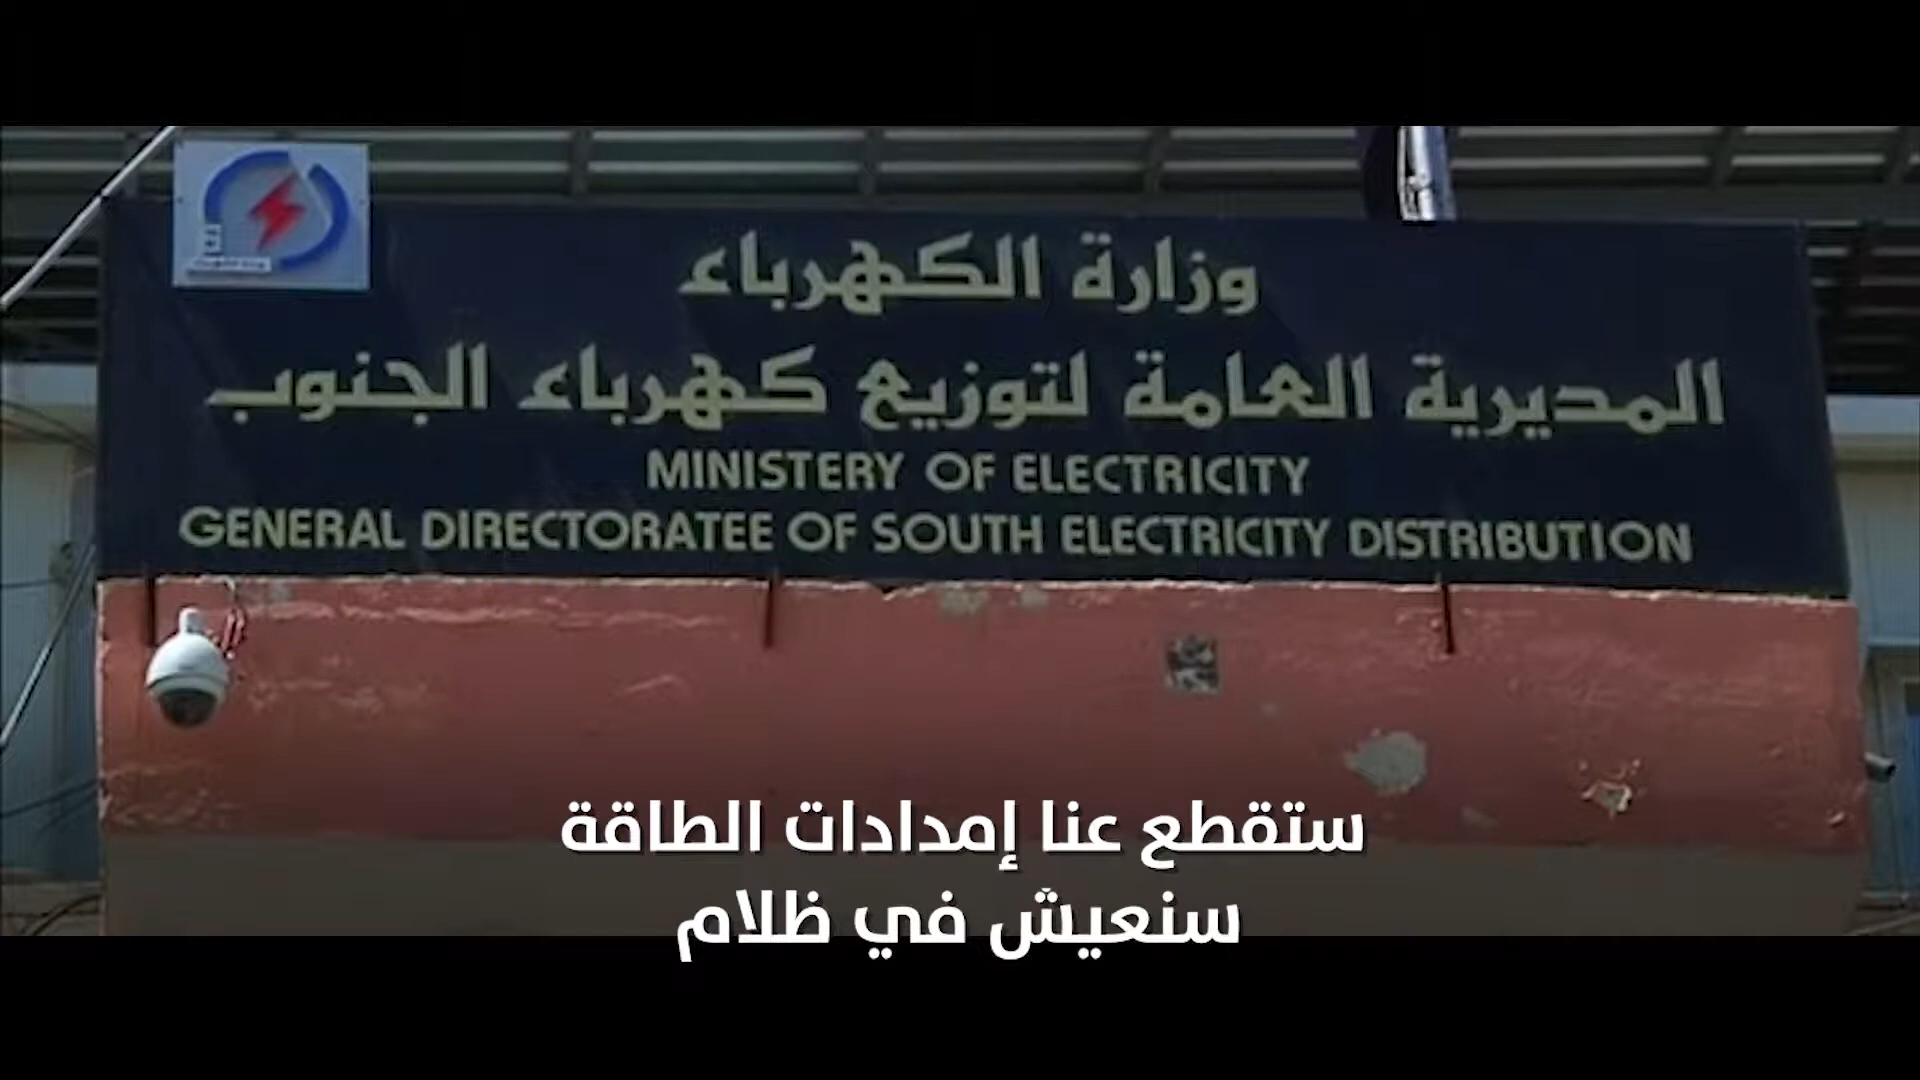 وزارة الكهرباء
المديرية العامة لتوزيع كهرباء الجنوب
MINISTERY OF ELECTRICITY
GENERAL DIRECTORATEE OF SOUTH ELECTRICITY DISTRIBUTION
ستقطع عنا إمدادات الطاقة
سنعيش في ظلام